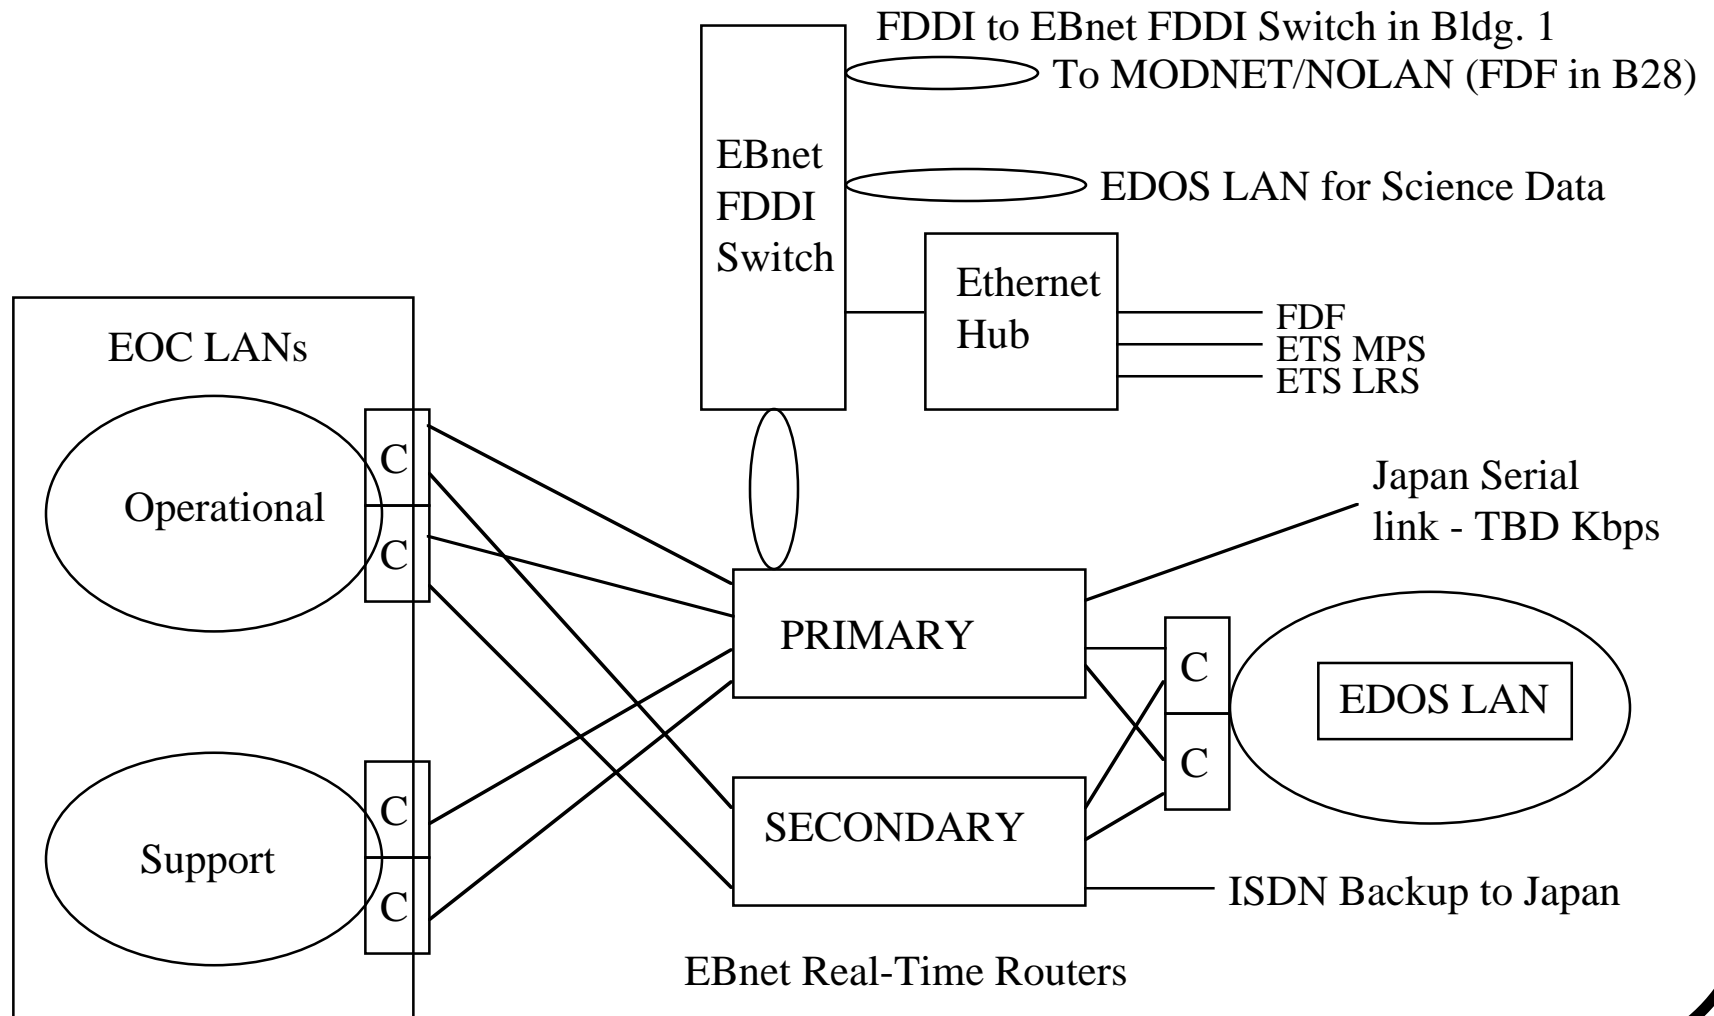 FDDI to EBnet FDDI Switch in Bldg. 1
To MODNET/NOLAN (FDF in B28)
EBnet
FDDI
Switch
EDOS LAN for Science Data
Ethernet
Hub
FDF
ETS MPS
ETS LRS
EOC LANs
Operational
C
C
Japan Serial
link - TBD Kbps
PRIMARY
C
C
EDOS LAN
Support
C
C
SECONDARY
ISDN Backup to Japan
EBnet Real-Time Routers